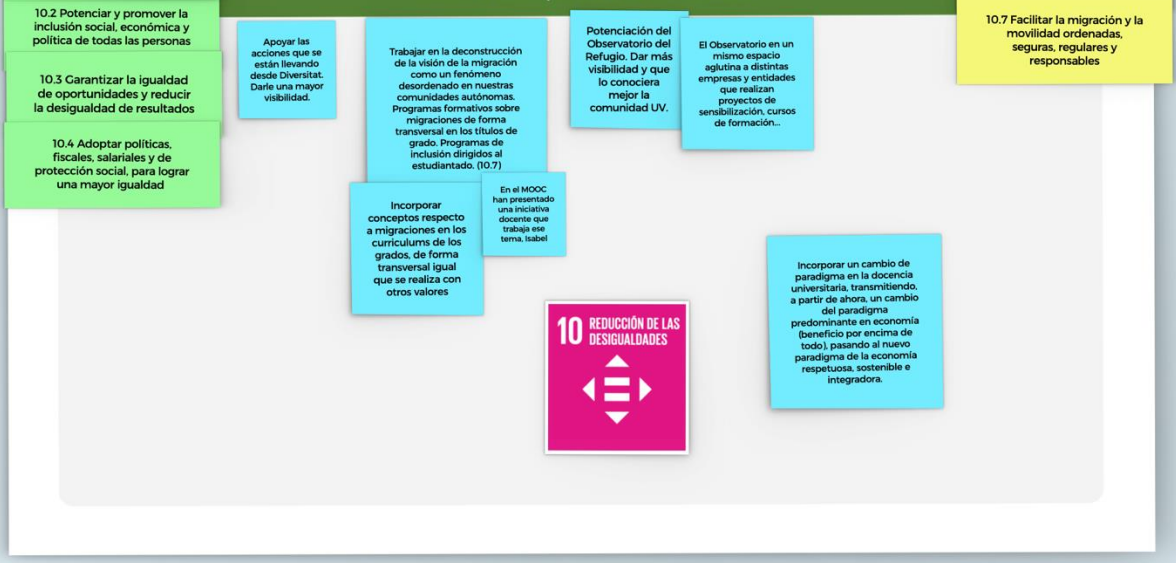 10.2 Potenciar y promover la
inclusión social, económica y
política de todas las personas
10.3 Garantizar la igualdad
de oportunidades y reducir
la desigualdad de resultados
10.4 Adoptar políticas,
fiscales, salariales y de
protección social, para lograr
una mayor igualdad
Apoyar las
acciones que se
están llevando
desde Diversitat.
Darle una mayor
visibilidad.
Trabajar en la deconstrucción
de la visión de la migración
como un fenómeno
desordenado en nuestras
comunidades autónomas.
Programas formativos sobre
migraciones de forma
transversal en los títulos de
grado. Programas de
inclusión dirigidos al
estudiantado. (10.7)
Incorporar
conceptos respecto
a migraciones en los
curriculums de los
grados, de forma
transversal igual
que se realiza con
otros valores
En el MOOC
han presentado
una iniciativa
docente que
trabaja ese
tema, Isabel
Potenciación del
Observatorio del
Refugio. Dar más
visibilidad y que
lo conociera
mejor la
comunidad UV.
El Observatorio en un
mismo espacio
aglutina a distintas
empresas y entidades
que realizan
proyectos de
sensibilización, cursos
de formación...
10.7 Facilitar la migración y la
movilidad ordenadas,
seguras, regulares y
responsables
Incorporar un cambio de
paradigma en la docencia
universitaria, transmitiendo,
a partir de ahora, un cambio
del paradigma
predominante en economía
(beneficio por encima de
todo), pasando al nuevo
paradigma de la economía
respetuosa, sostenible e
integradora.
10 REDUCCIÓN DE LAS
DESIGUALDADES